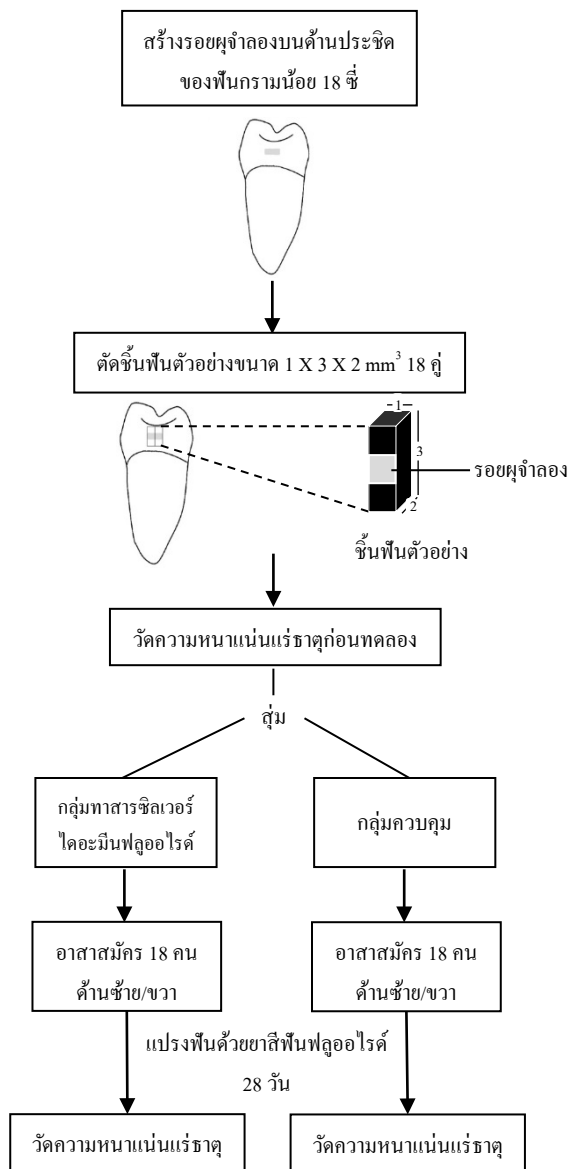 สร้างรอยผุจำลองบนด้านประชิด
ของฟันกรามน้อย 18 ซี่
ตัดชิ้นฟันตัวอย่างขนาด 1 X 3 X 2 mm³ 18 คู่
1
3
2
รอยผุจำลอง
ชิ้นฟันตัวอย่าง
วัดความหนาแน่นแร่ธาตุก่อนทดลอง
สุ่ม
กลุ่มทาสารซิลเวอร์
ไดอะมีนฟลูออไรด์
กลุ่มควบคุม
อาสาสมัคร 18 คน
ด้านซ้าย/ขวา
อาสาสมัคร 18 คน
ด้านซ้าย/ขวา
แปรงฟันด้วยยาสีฟันฟลูออไรด์
28 วัน
วัดความหนาแน่นแร่ธาตุ
วัดความหนาแน่นแร่ธาตุ